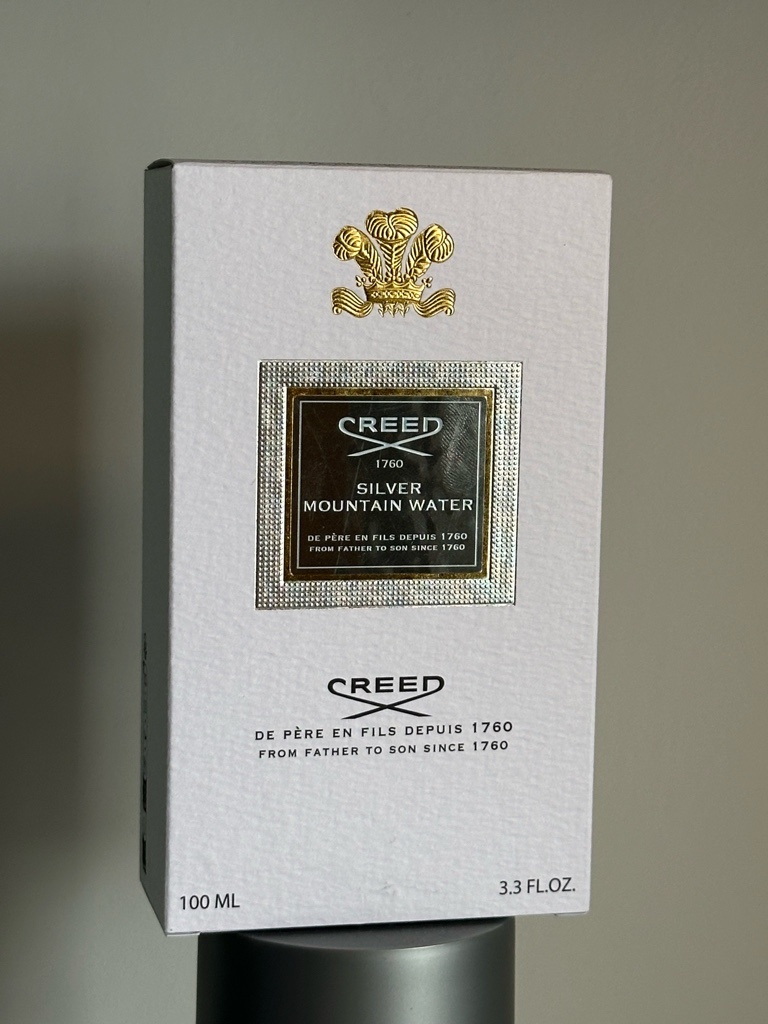 CREED
1760
SILVER
MOUNTAIN WATER
DE PÈRE EN FILS DEPUIS 1760
FROM FATHER TO SON SINCE 1760
CREED
DE PÈRE EN FILS DEPUIS 1760
FROM FATHER TO SON SINCE 1760
100 ML
3.3 FL.OZ.